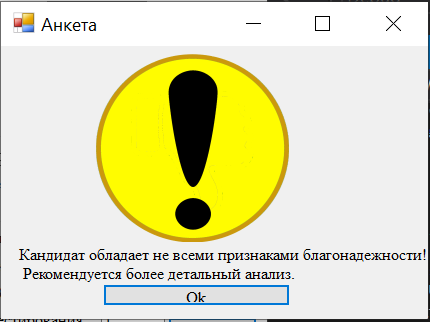 Анкета
Кандидат обладает не всеми признаками благонадежности!
Рекомендуется более детальный анализ.
Ok